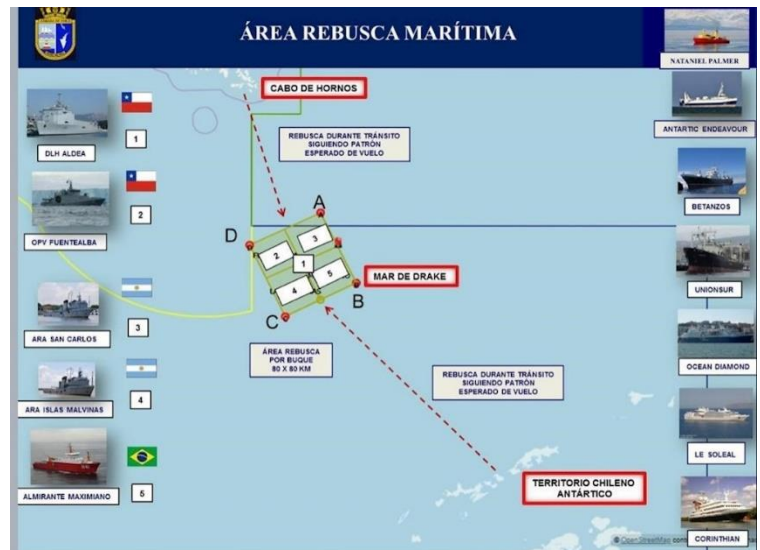 ÁREA REBUSCA MARÍTIMA
NATANIEL PALMER
CABO DE HORNOS
REBUSCA DURANTE TRÁNSITO
SIGUIENDO PATRÓN
ESPERADO DE VUELO
DLH ALDEA
1
OPV FUENTEALBA
2
ARA SAN CARLOS
3
ARA ISLAS MALVINAS
4
ALMIRANTE MAXIMIANO
5
A
D
3
2
1
5
4
B
C
MAR DE DRAKE
ÁREA REBUSCA
POR BUQUE
80 X 80 KM
REBUSCA DURANTE TRÁNSITO
SIGUIENDO PATRÓN
ESPERADO DE VUELO
TERRITORIO CHILENO
ANTÁRTICO
ANTARTIC ENDEAVOUR
BETANZOS
UNIONSUR
OCEAN DIAMOND
LE SOLEAL
CORINTHIAN
© OpenStreetMap